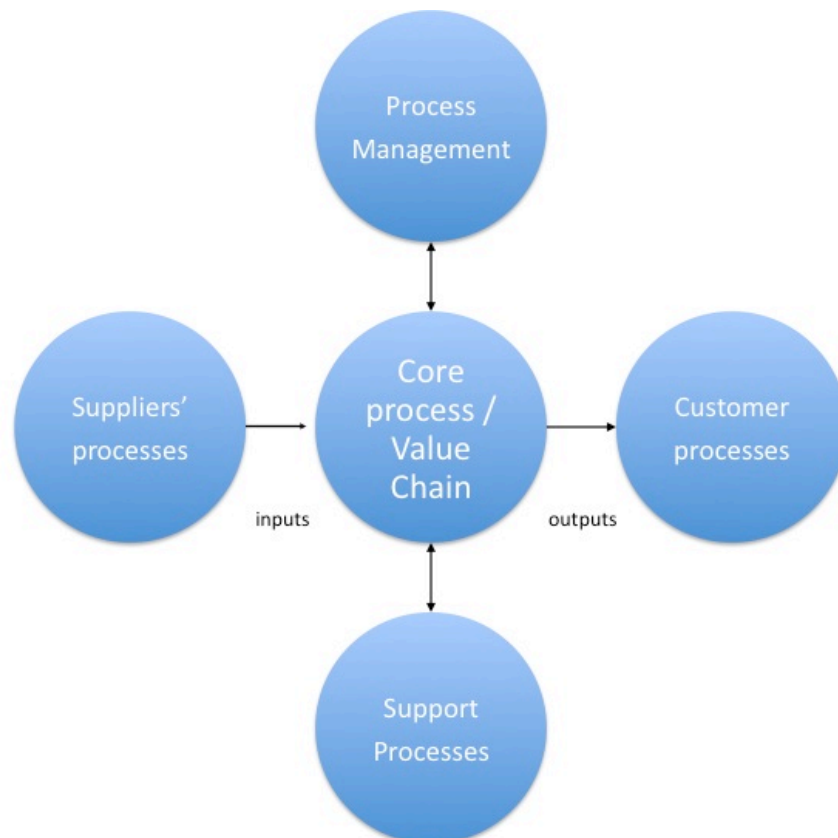 Process
Management
Suppliers'
processes
Core
process /
Value
Chain
Customer
processes
inputs
outputs
Support
Processes